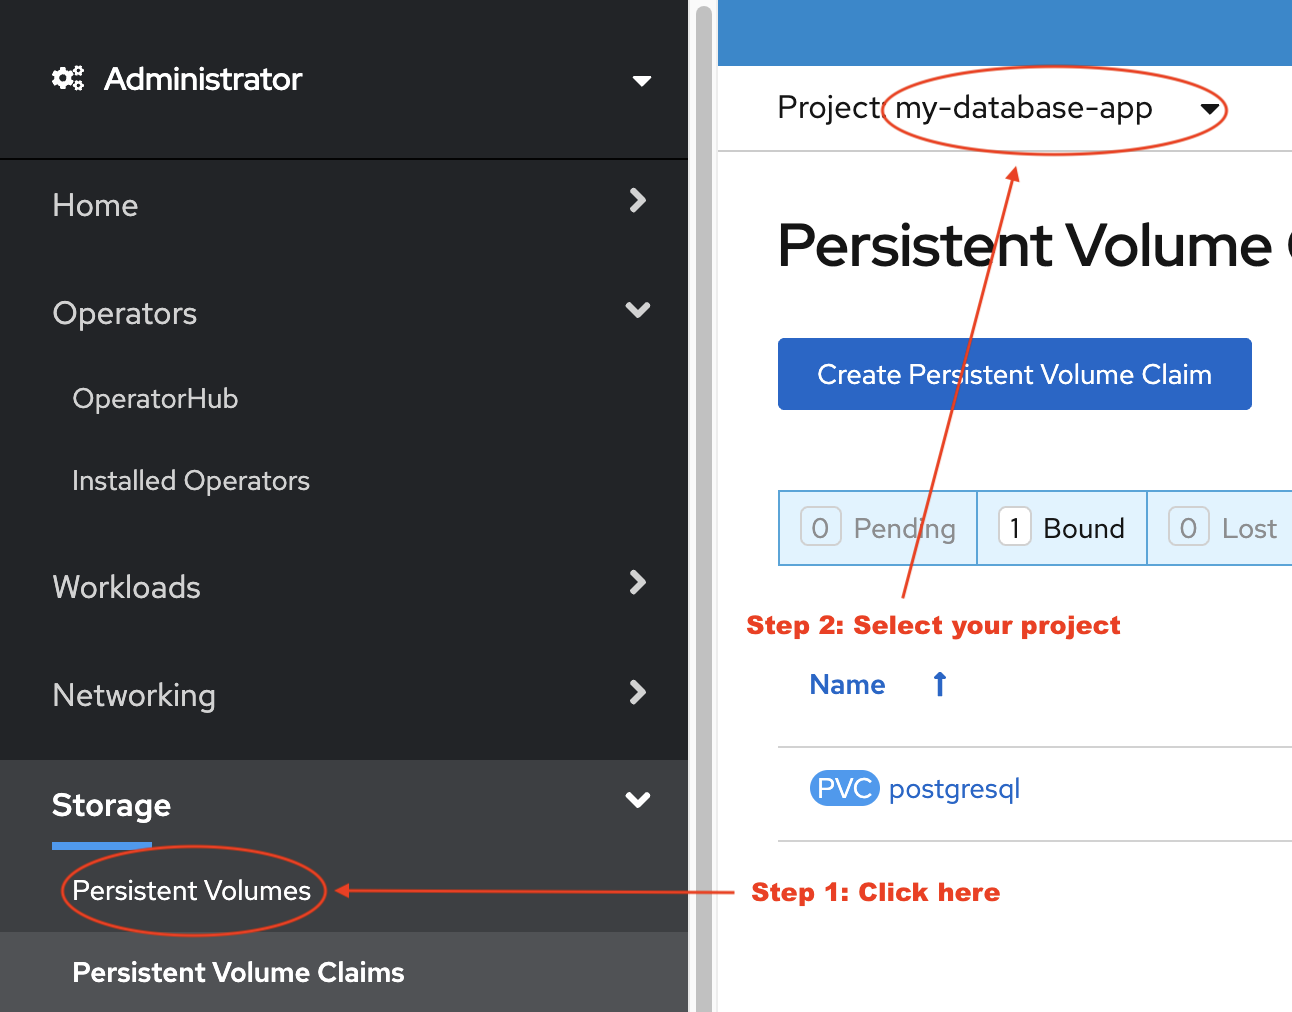 Administrator
Home
Operators
OperatorHub
Installed Operators
Workloads
Networking
Storage
Persistent Volumes
Persistent Volume Claims
Project: my-database-app
Persistent Volume
Create Persistent Volume Claim
0 Pending 1 Bound 0 Lost
Step 2: Select your project
Name
PVC postgresql
Step 1: Click here